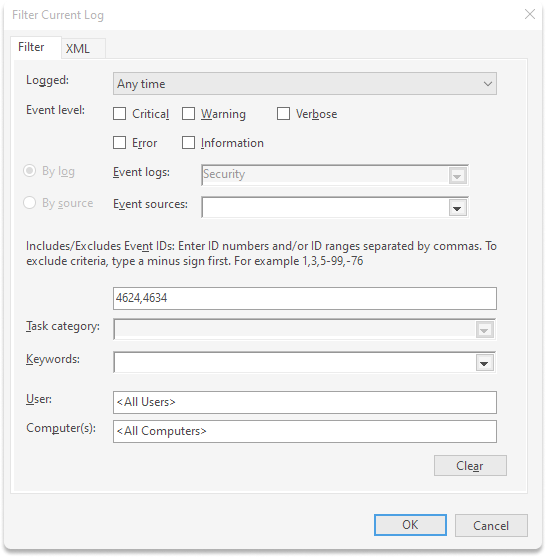 Filter Current Log
Filter XML
Logged: Any time
Event level: Critical Warning Verbose
Error Information
By log Event logs: Security
By source Event sources:
Includes/Excludes Event IDs: Enter ID numbers and/or ID ranges separated by commas. To
exclude criteria, type a minus sign first. For example 1,3,5-99,-76
4624,4634
Task category:
Keywords:
User: <All Users>
Computer(s): <All Computers>
Clear
OK Cancel